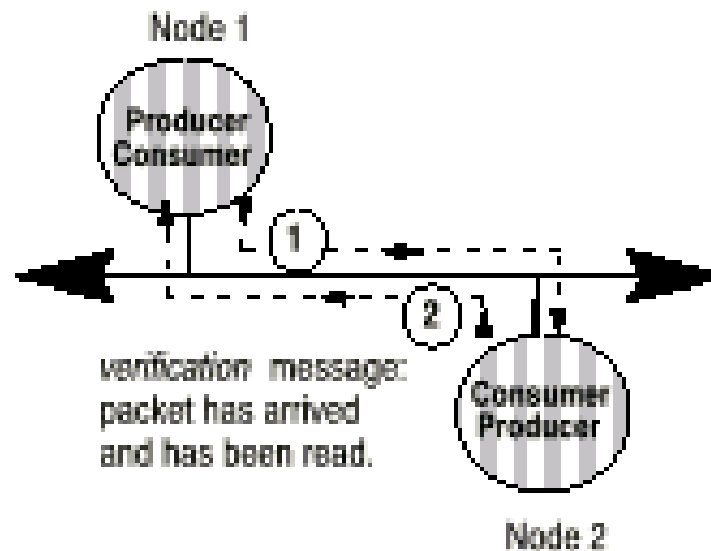 Node 1
Producer
Consumer
1
2
verification message:
packet has arrived
and has been read.
Consumer
Producer
Node 2